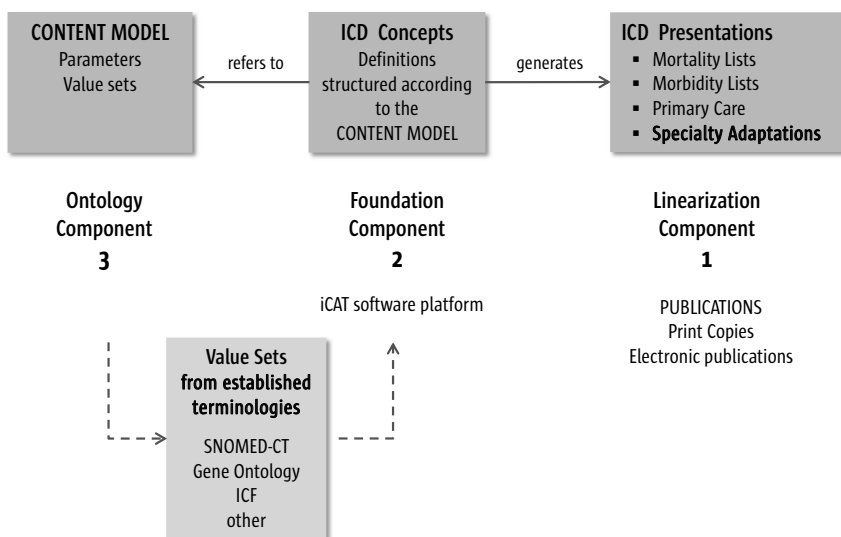 CONTENT MODEL
Parameters
Value sets
refers to
ICD Concepts
Definitions
structured according
to the
CONTENT MODEL
generates
ICD Presentations
▪ Mortality Lists
▪ Morbidity Lists
▪ Primary Care
▪ Specialty Adaptations
Ontology
Component
3
Foundation
Component
2
iCAT software platform
Linearization
Component
1
PUBLICATIONS
Print Copies
Electronic publications
Value Sets
from established
terminologies
SNOMED-CT
Gene Ontology
ICF
other